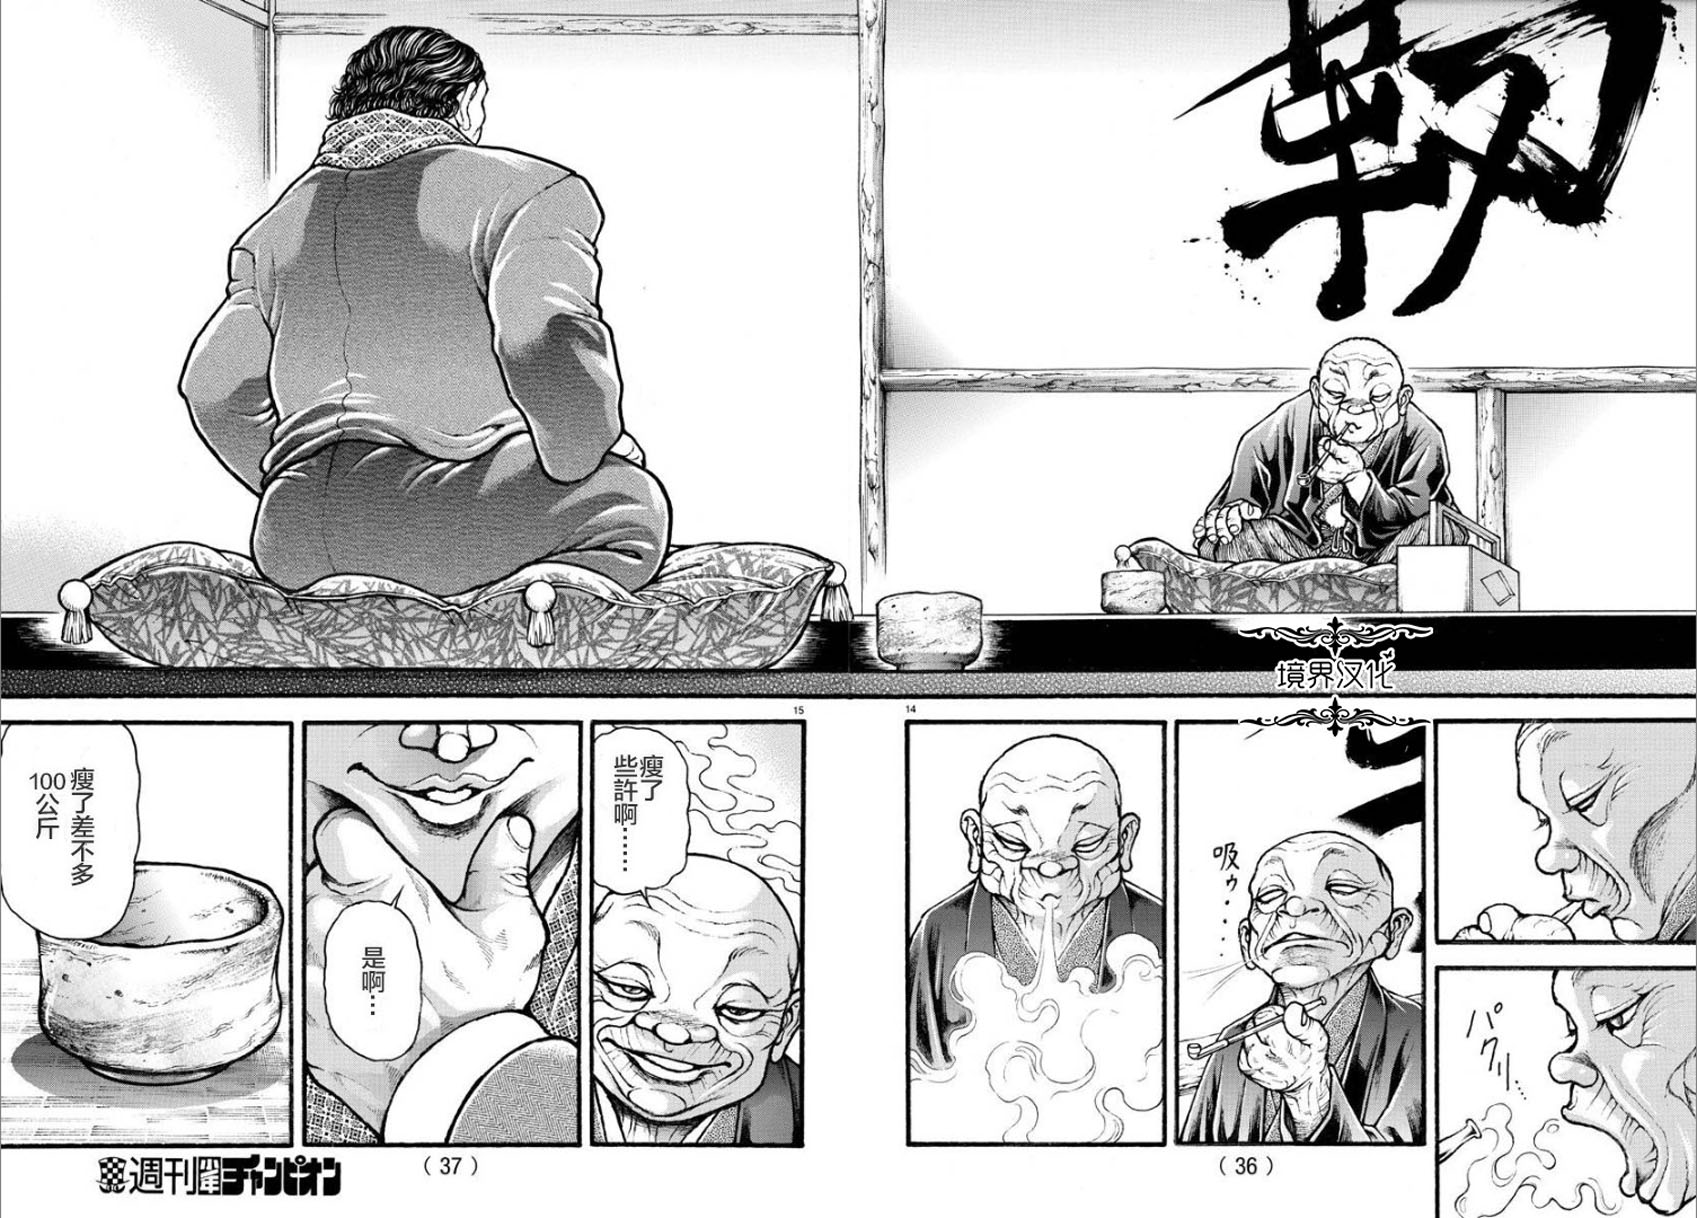 靭
境界汉化
14
吸ゥ…
パクリ…
(36)
15
瘦了
些許啊……
是啊…
瘦了差不多
100公斤
(37)
週刊少年チャンピオン